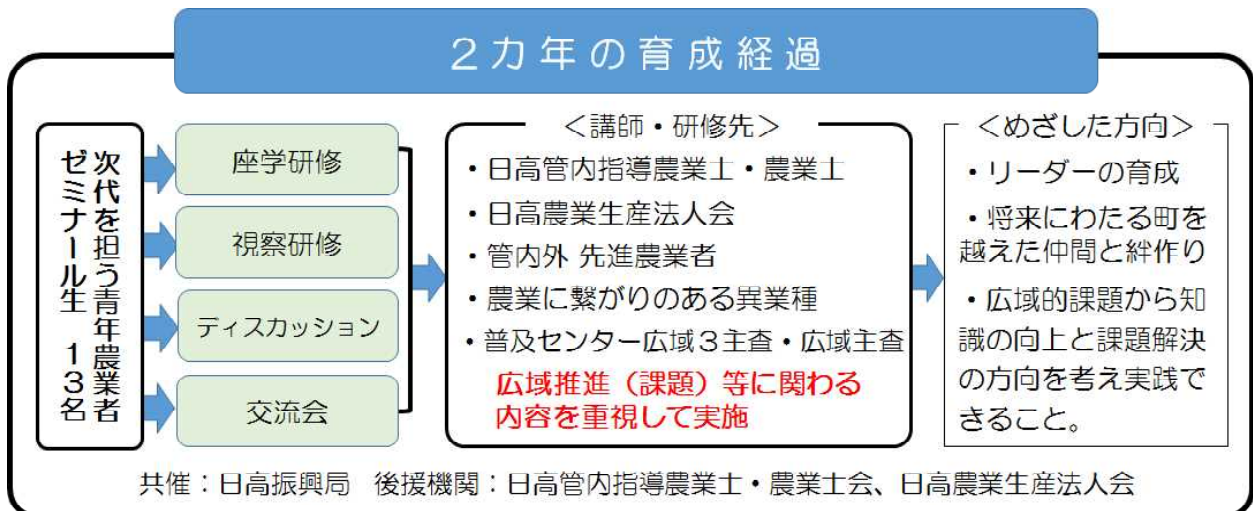 ２カ年の育成経過
次代を担う青年農業者
ゼミナール生　１３名
座学研修
視察研修
ディスカッション
交流会
＜講師・研修先＞
・日高管内指導農業士・農業士
・日高農業生産法人会
・管内外 先進農業者
・農業に繋がりのある異業種
・普及センター広域３主査・広域主査
広域推進（課題）等に関わる
内容を重視して実施
＜めざした方向＞
・リーダーの育成
・将来にわたる町を
越えた仲間と絆作り
・広域的課題から知
識の向上と課題解決
の方向を考え実践で
きること。
共催：日高振興局　後援機関：日高管内指導農業士・農業士会、日高農業生産法人会